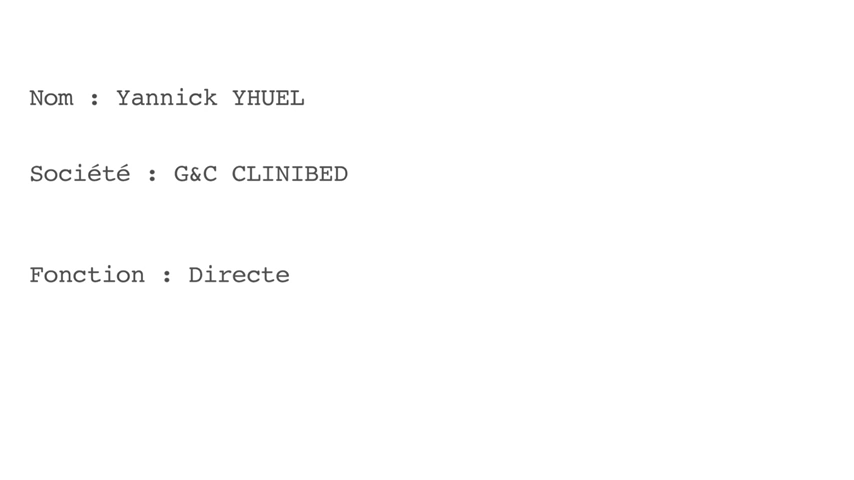 Nom : Yannick YHUEL
Société : G&C CLINIBED
Fonction : Directe